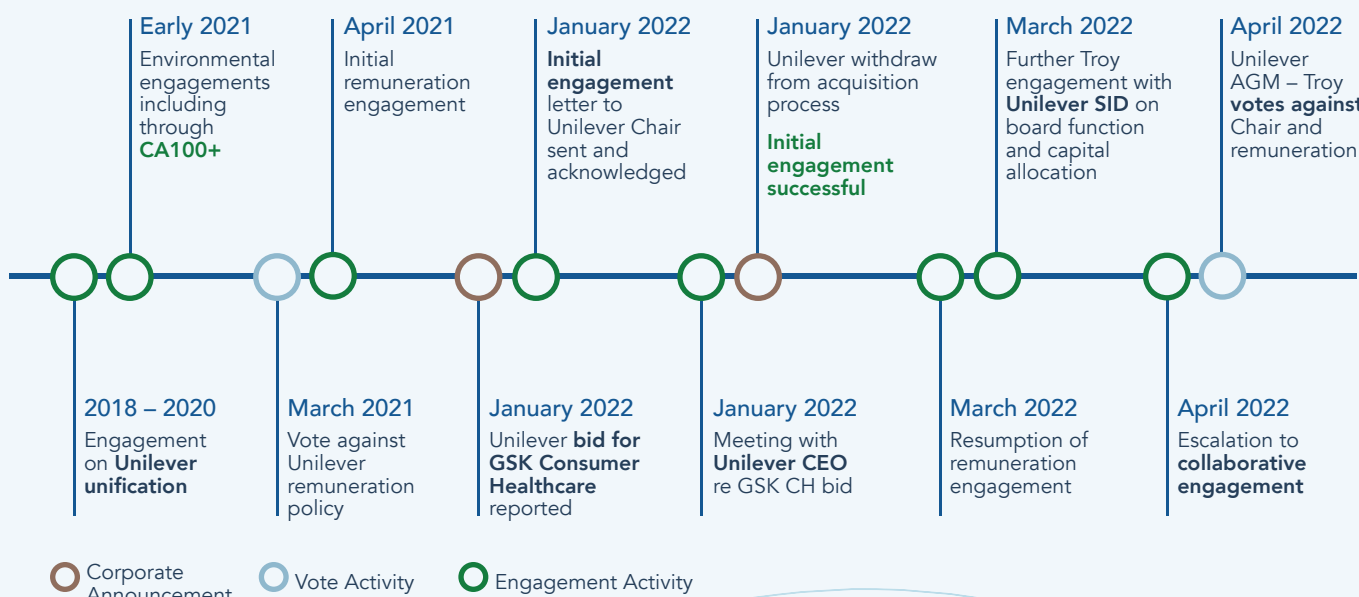 Early 2021
Environmental
engagements
including
through
CA100+
April 2021
Initial
remuneration
engagement
January 2022
Initial
engagement
letter to
Unilever Chair
sent and
acknowledged
January 2022
Unilever withdraw
from acquisition
process
Initial
engagement
successful
March 2022
Further Troy
engagement with
Unilever SID on
board function
and capital
allocation
April 2022
Unilever
AGM – Troy
votes against
Chair and
remuneration
2018 – 2020
Engagement
on Unilever
unification
March 2021
Vote against
Unilever
remuneration
policy
January 2022
Unilever bid for
GSK Consumer
Healthcare
reported
January 2022
Meeting with
Unilever CEO
re GSK CH bid
March 2022
Resumption of
remuneration
engagement
April 2022
Escalation to
collaborative
engagement
Corporate
Announcement
Vote Activity
Engagement Activity